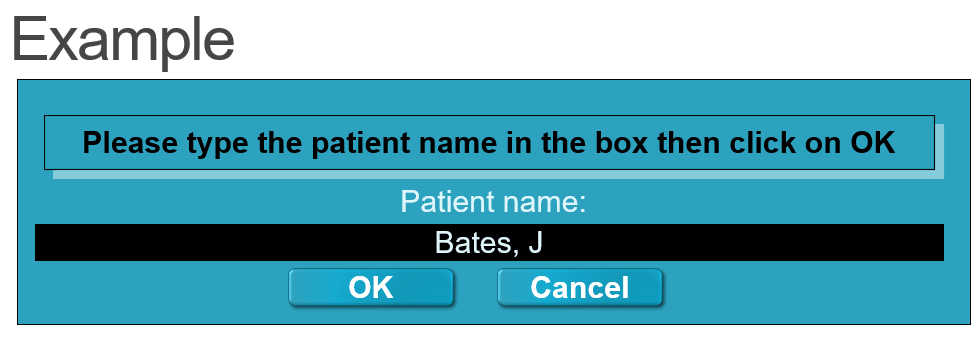 Example
Please type the patient name in the box then click on OK
Patient name:
Bates, J
OK Cancel